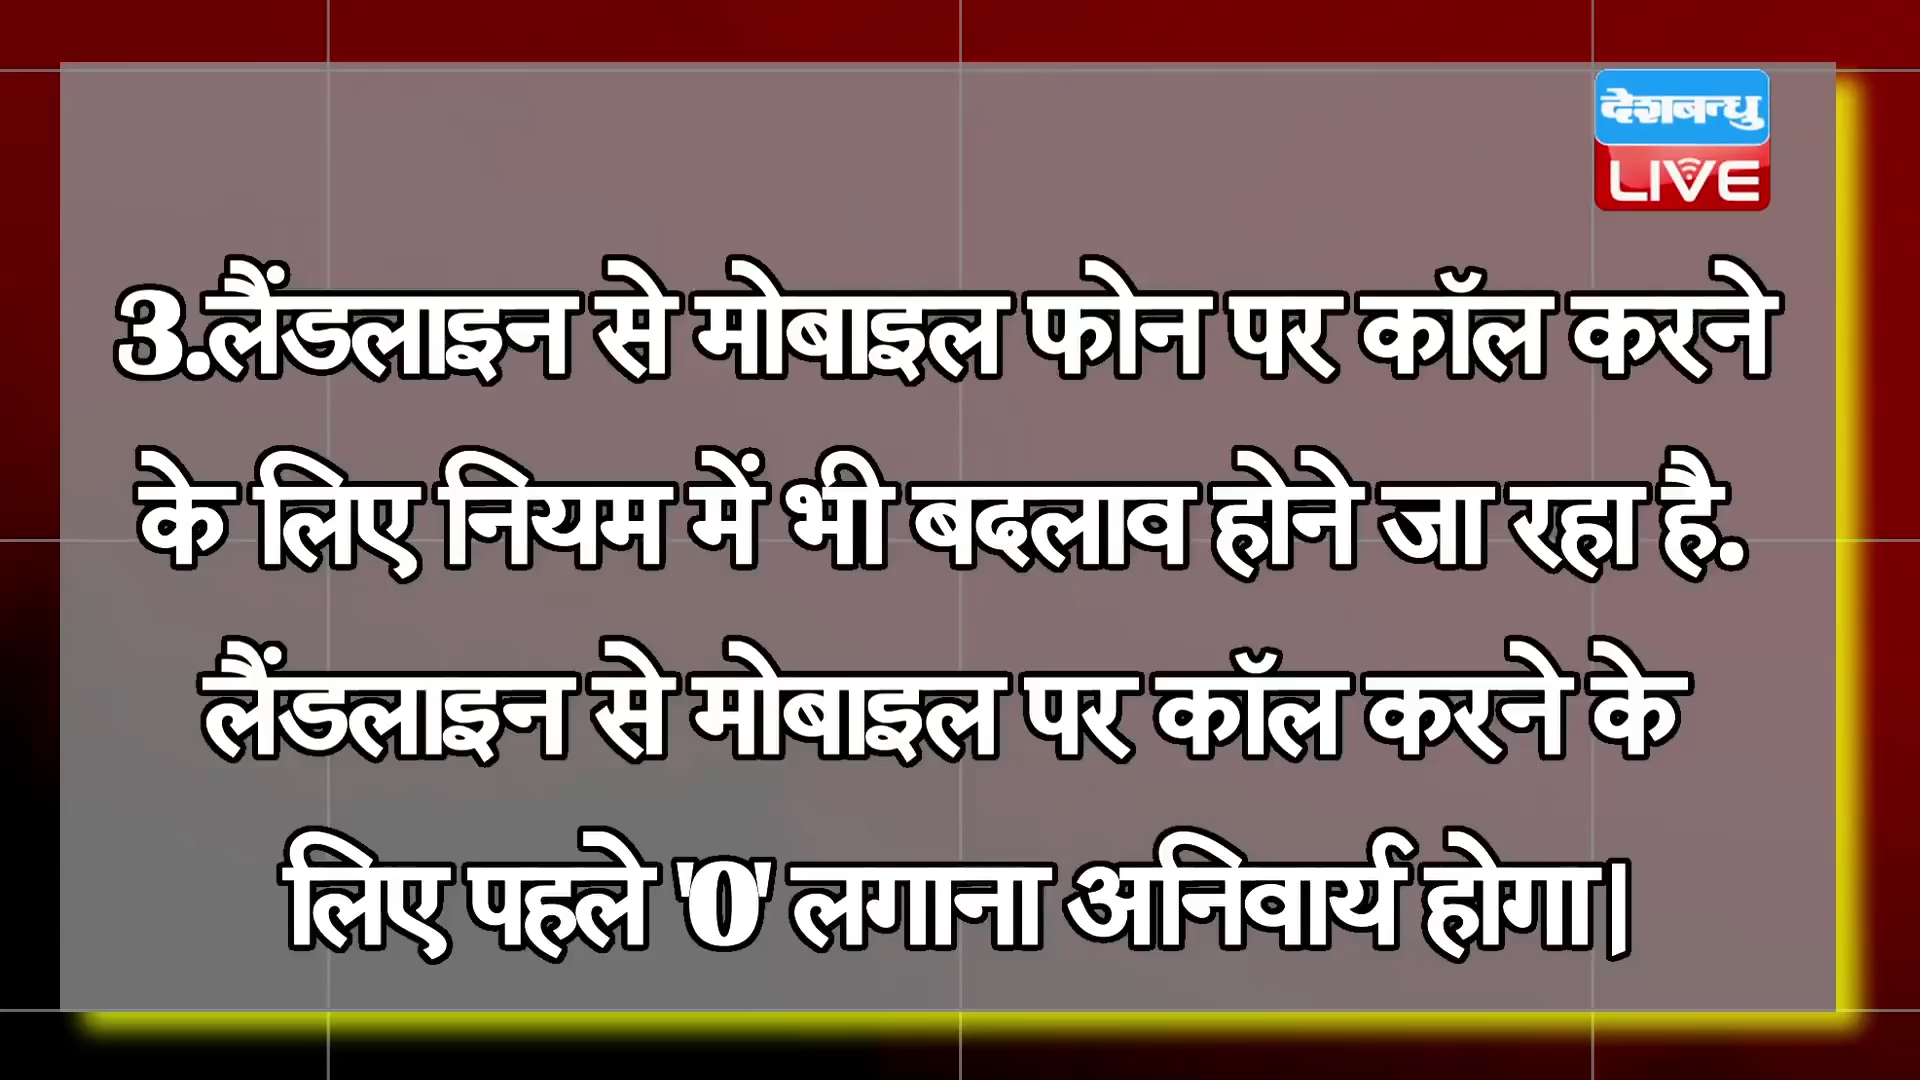 देशबन्धु
LIVE
3.लैंडलाइन से मोबाइल फोन पर कॉल करने
के लिए नियम में भी बदलाव होने जा रहा है.
लैंडलाइन से मोबाइल पर कॉल करने के
लिए पहले '0' लगाना अनिवार्य होगा|